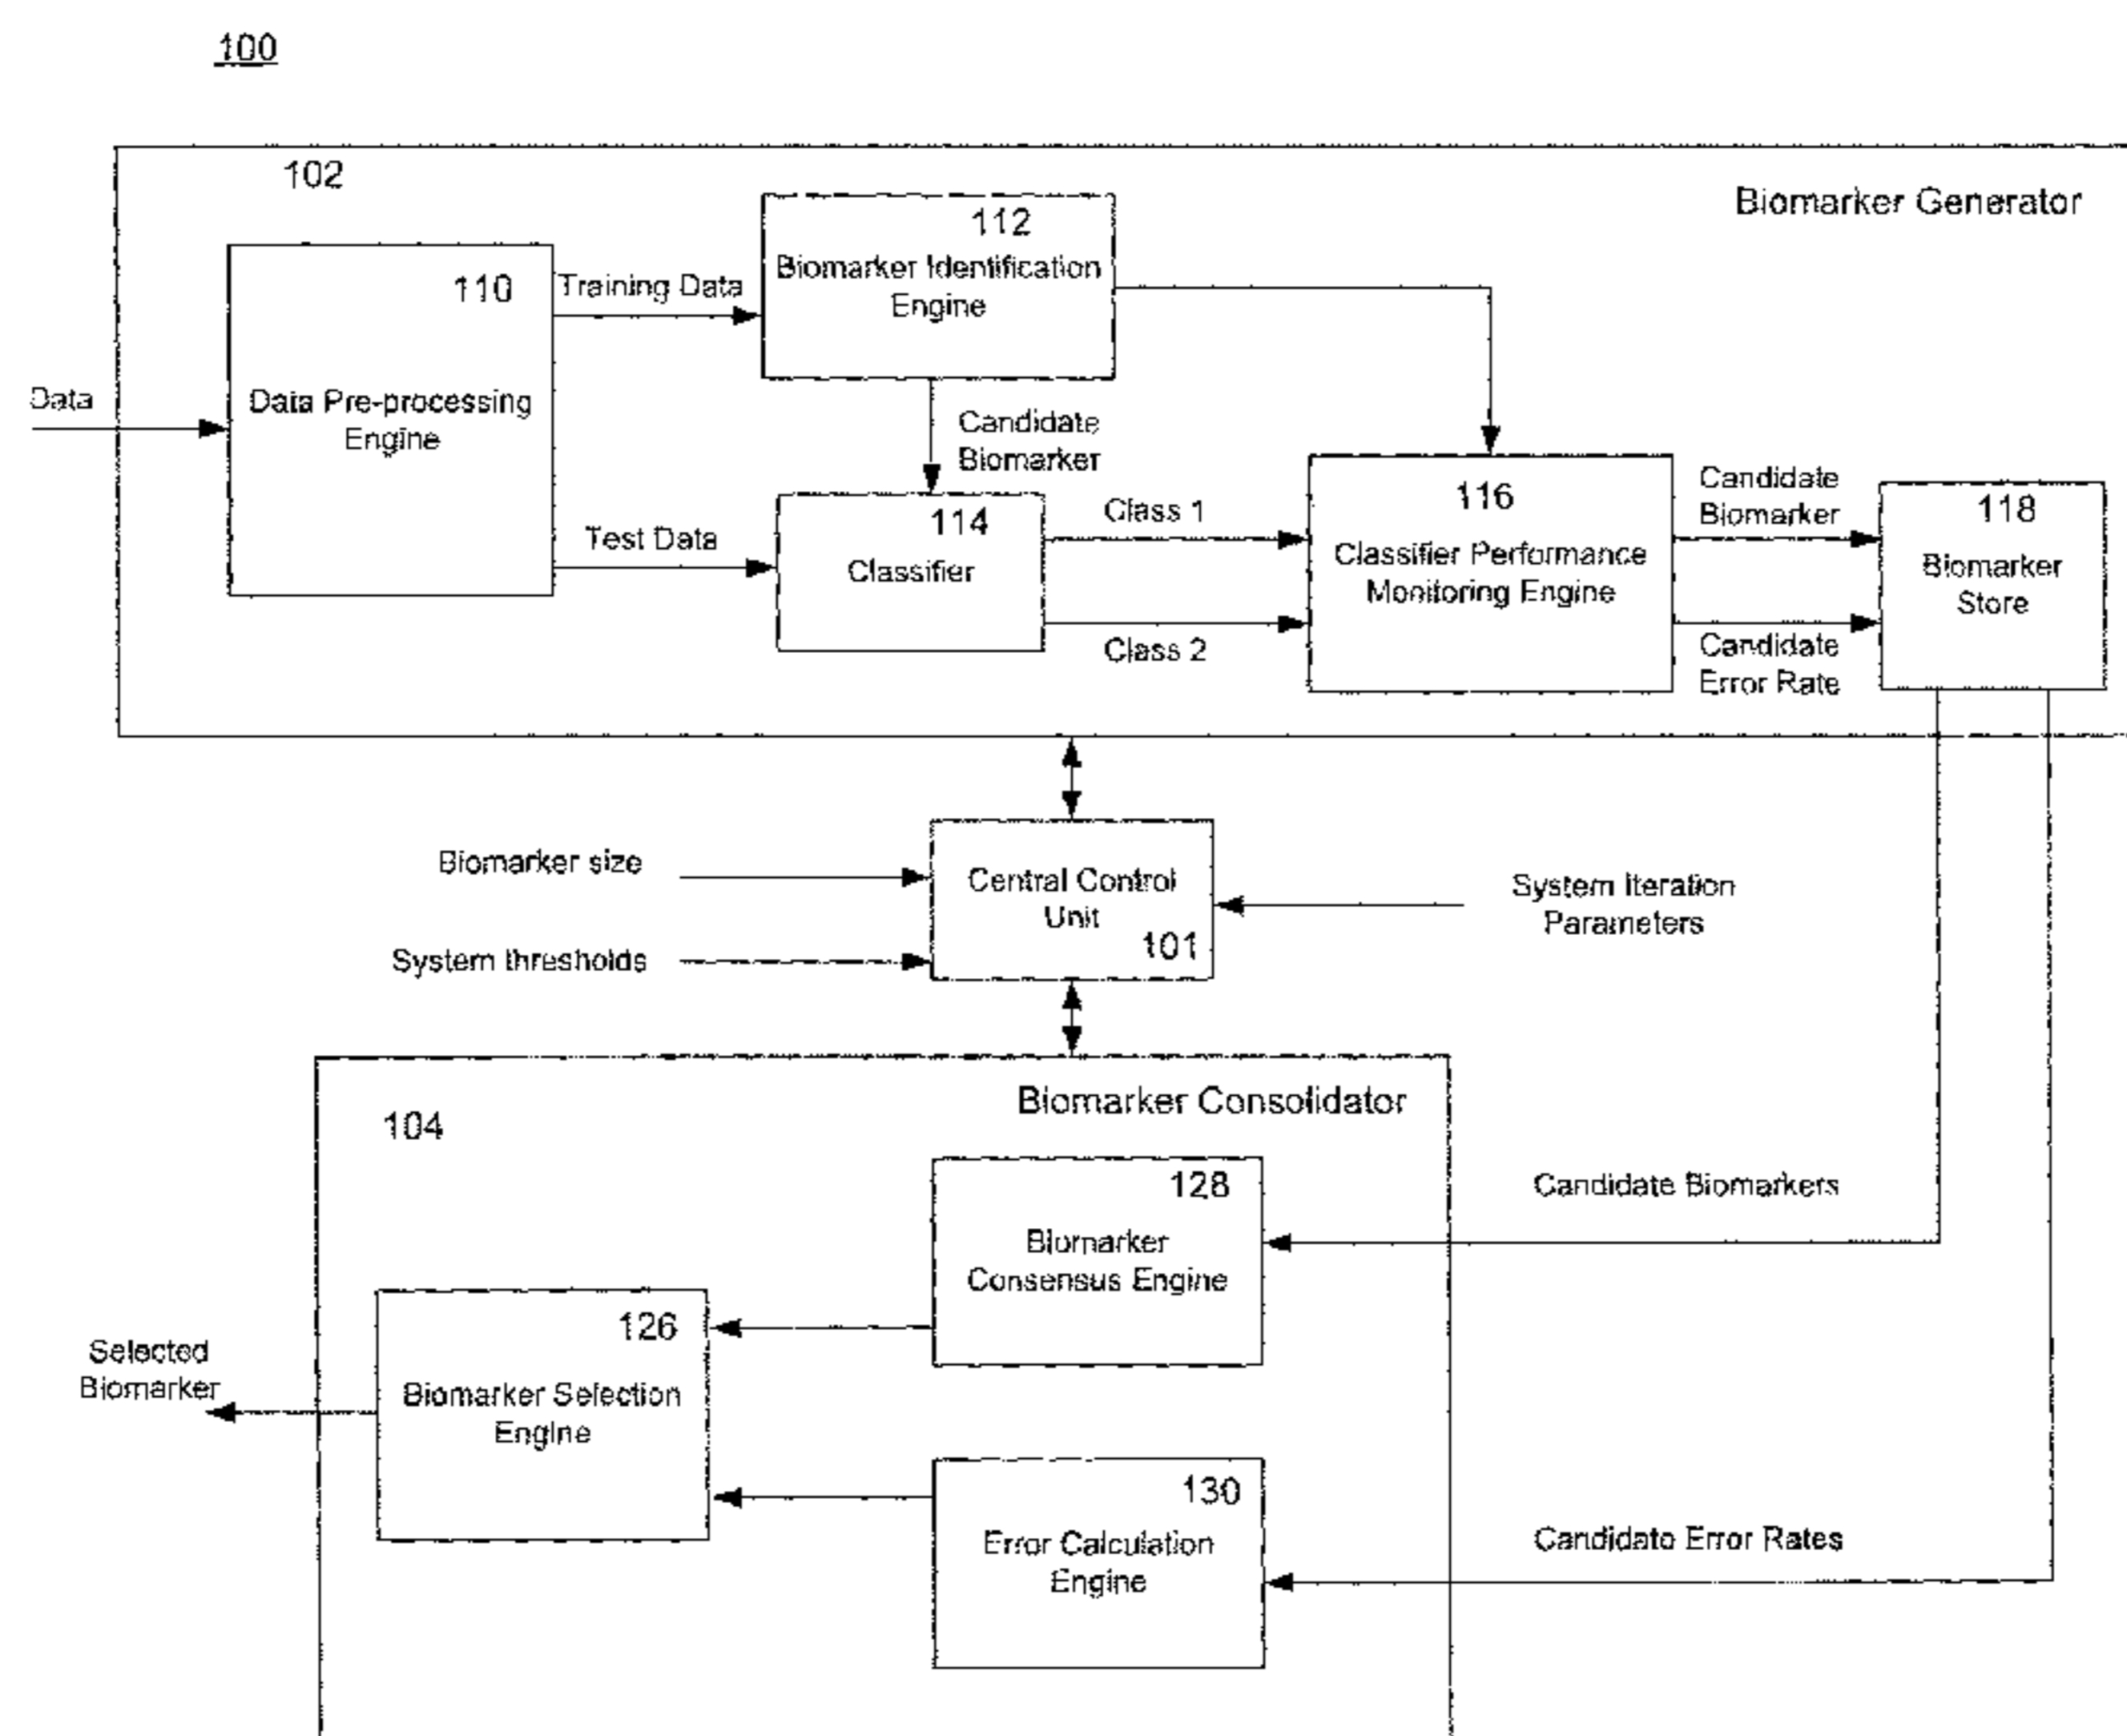 100
102
Biomarker Generator
112
Biomarker Identification
Engine
110
Training Data
Data
Data Pre-processing
Engine
Candidate
Biomarker
Test Data
114
Classifier
Class 1
Class 2
116
Classifier Performance
Monitoring Engine
Candidate
Biomarker
Candidate
Error Rate
118
Biomarker
Store
Biomarker size
System thresholds
Central Control
Unit
101
System Iteration
Parameters
Biomarker Consolidator
104
128
Biomarker
Consensus Engine
Candidate Biomarkers
126
Biomarker Selection
Engine
Selected
Biomarker
130
Error Calculation
Engine
Candidate Error Rates